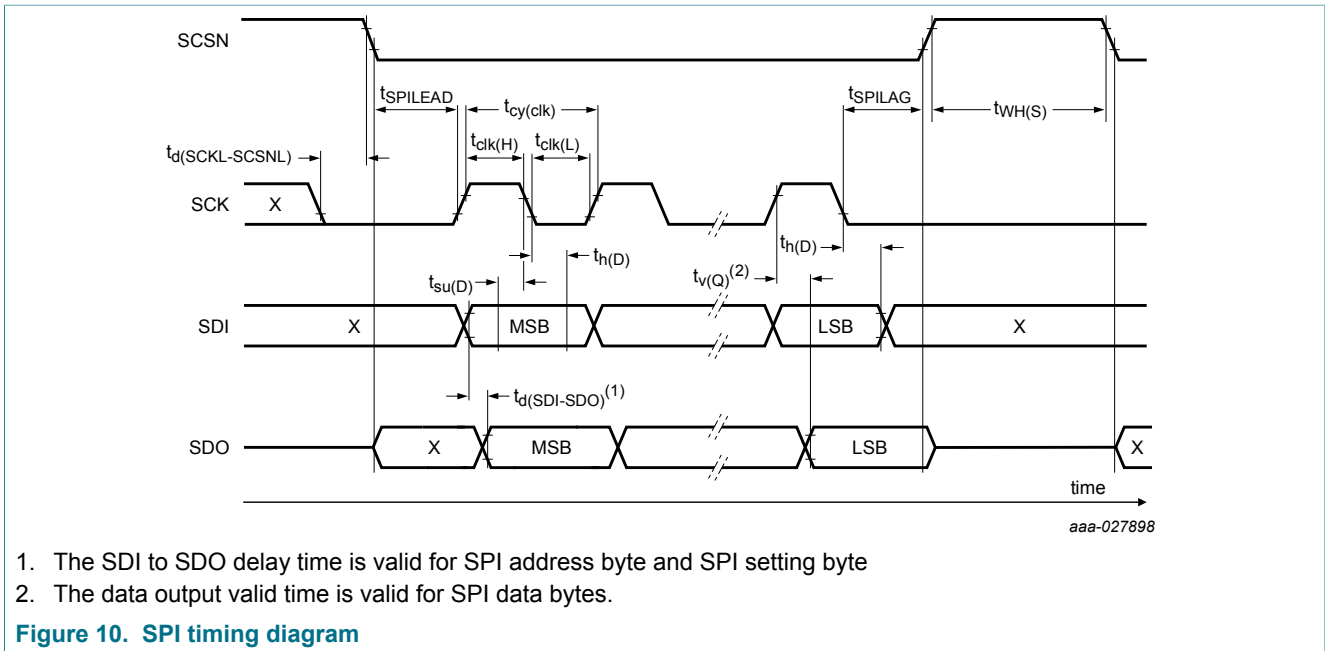 SCSN
tSPILEAD
tcy(clk)
tSPILAG
tWH(S)
td(SCKL-SCSNL)
tclk(H)
tclk(L)
SCK
X
th(D)
th(D)
tsu(D)
tv(Q)(2)
SDI
X
MSB
LSB
X
td(SDI-SDO)(1)
SDO
X
MSB
LSB
X
time
aaa-027898
1. The SDI to SDO delay time is valid for SPI address byte and SPI setting byte
2. The data output valid time is valid for SPI data bytes.
Figure 10. SPI timing diagram